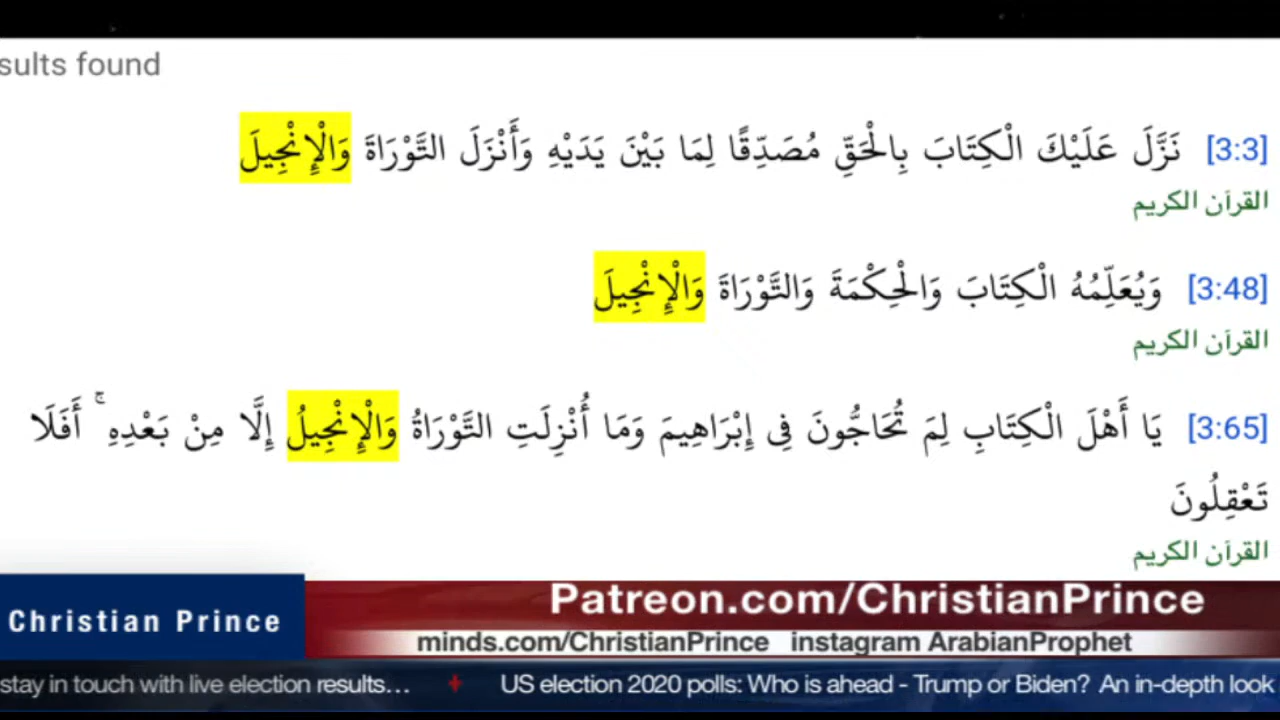 sults found
[3:3] نَزَّلَ عَلَيْكَ الْكِتَابَ بِالْحَقِّ مُصَدِّقًا لِمَا بَيْنَ يَدَيْهِ وَأَنْزَلَ التَّوْرَاةَ وَالْإِنْجِيلَ
القرآن الكريم
[3:48] وَيُعَلِّمُهُ الْكِتَابَ وَالْحِكْمَةَ وَالتَّوْرَاةَ وَالْإِنْجِيلَ
القرآن الكريم
[3:65] يَا أَهْلَ الْكِتَابِ لِمَ تُحَاجُّونَ فِي إِبْرَاهِيمَ وَمَا أُنْزِلَتِ التَّوْرَاةُ وَالْإِنْجِيلُ إِلَّا مِنْ بَعْدِهِ ۚ أَفَلَا
تَعْقِلُونَ
القرآن الكريم
Christian Prince
Patreon.com/ChristianPrince
minds.com/ChristianPrince instagram ArabianProphet
stay in touch with live election results... + US election 2020 polls: Who is ahead - Trump or Biden? An in-depth look